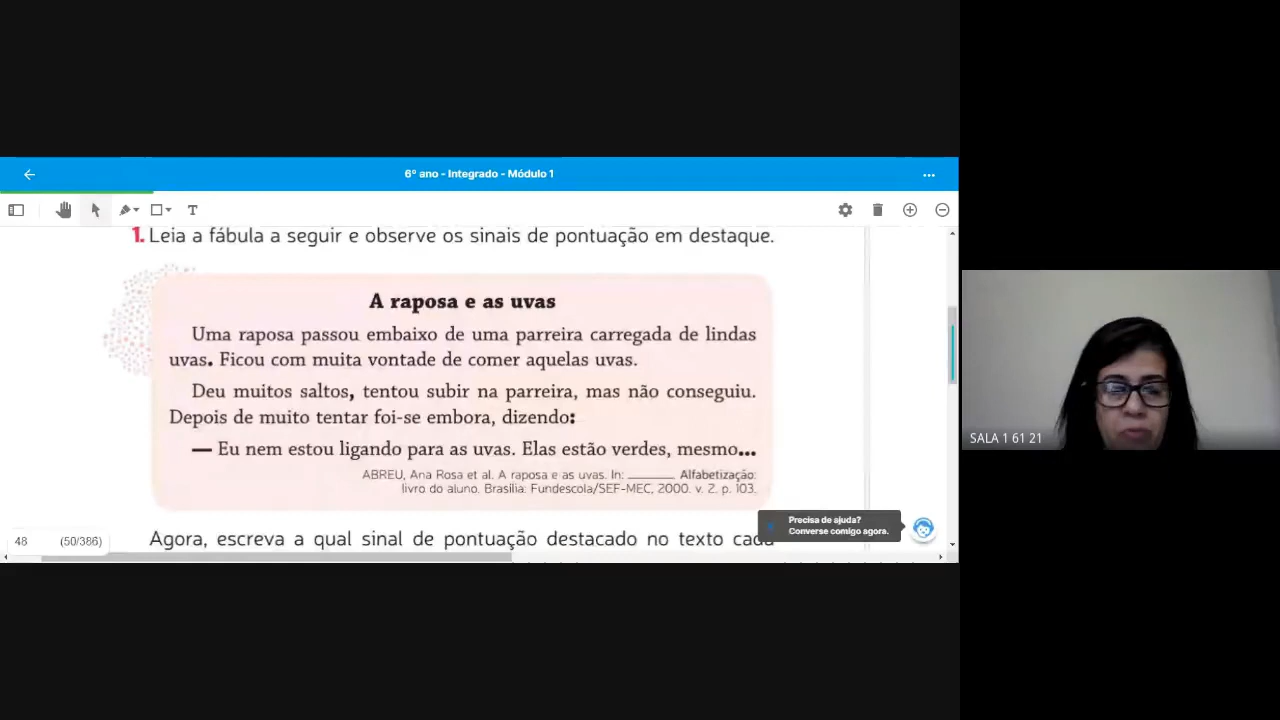 6º ano - Integrado - Módulo 1
T
1. Leia a fábula a seguir e observe os sinais de pontuação em destaque.
A raposa e as uvas
Uma raposa passou embaixo de uma parreira carregada de lindas
uvas. Ficou com muita vontade de comer aquelas uvas.
Deu muitos saltos, tentou subir na parreira, mas não conseguiu.
Depois de muito tentar foi-se embora, dizendo:
— Eu nem estou ligando para as uvas. Elas estão verdes, mesmo...
ABREU, Ana Rosa et al. A raposa e as uvas. In: ______ Alfabetização:
livro do aluno. Brasília: Fundescola/SEF-MEC, 2000. v. 2. p. 103.
Agora, escreva a qual sinal de pontuação destacado no texto cada
48 (50/386)
Precisa de ajuda?
Converse comigo agora.
SALA 1 61 21